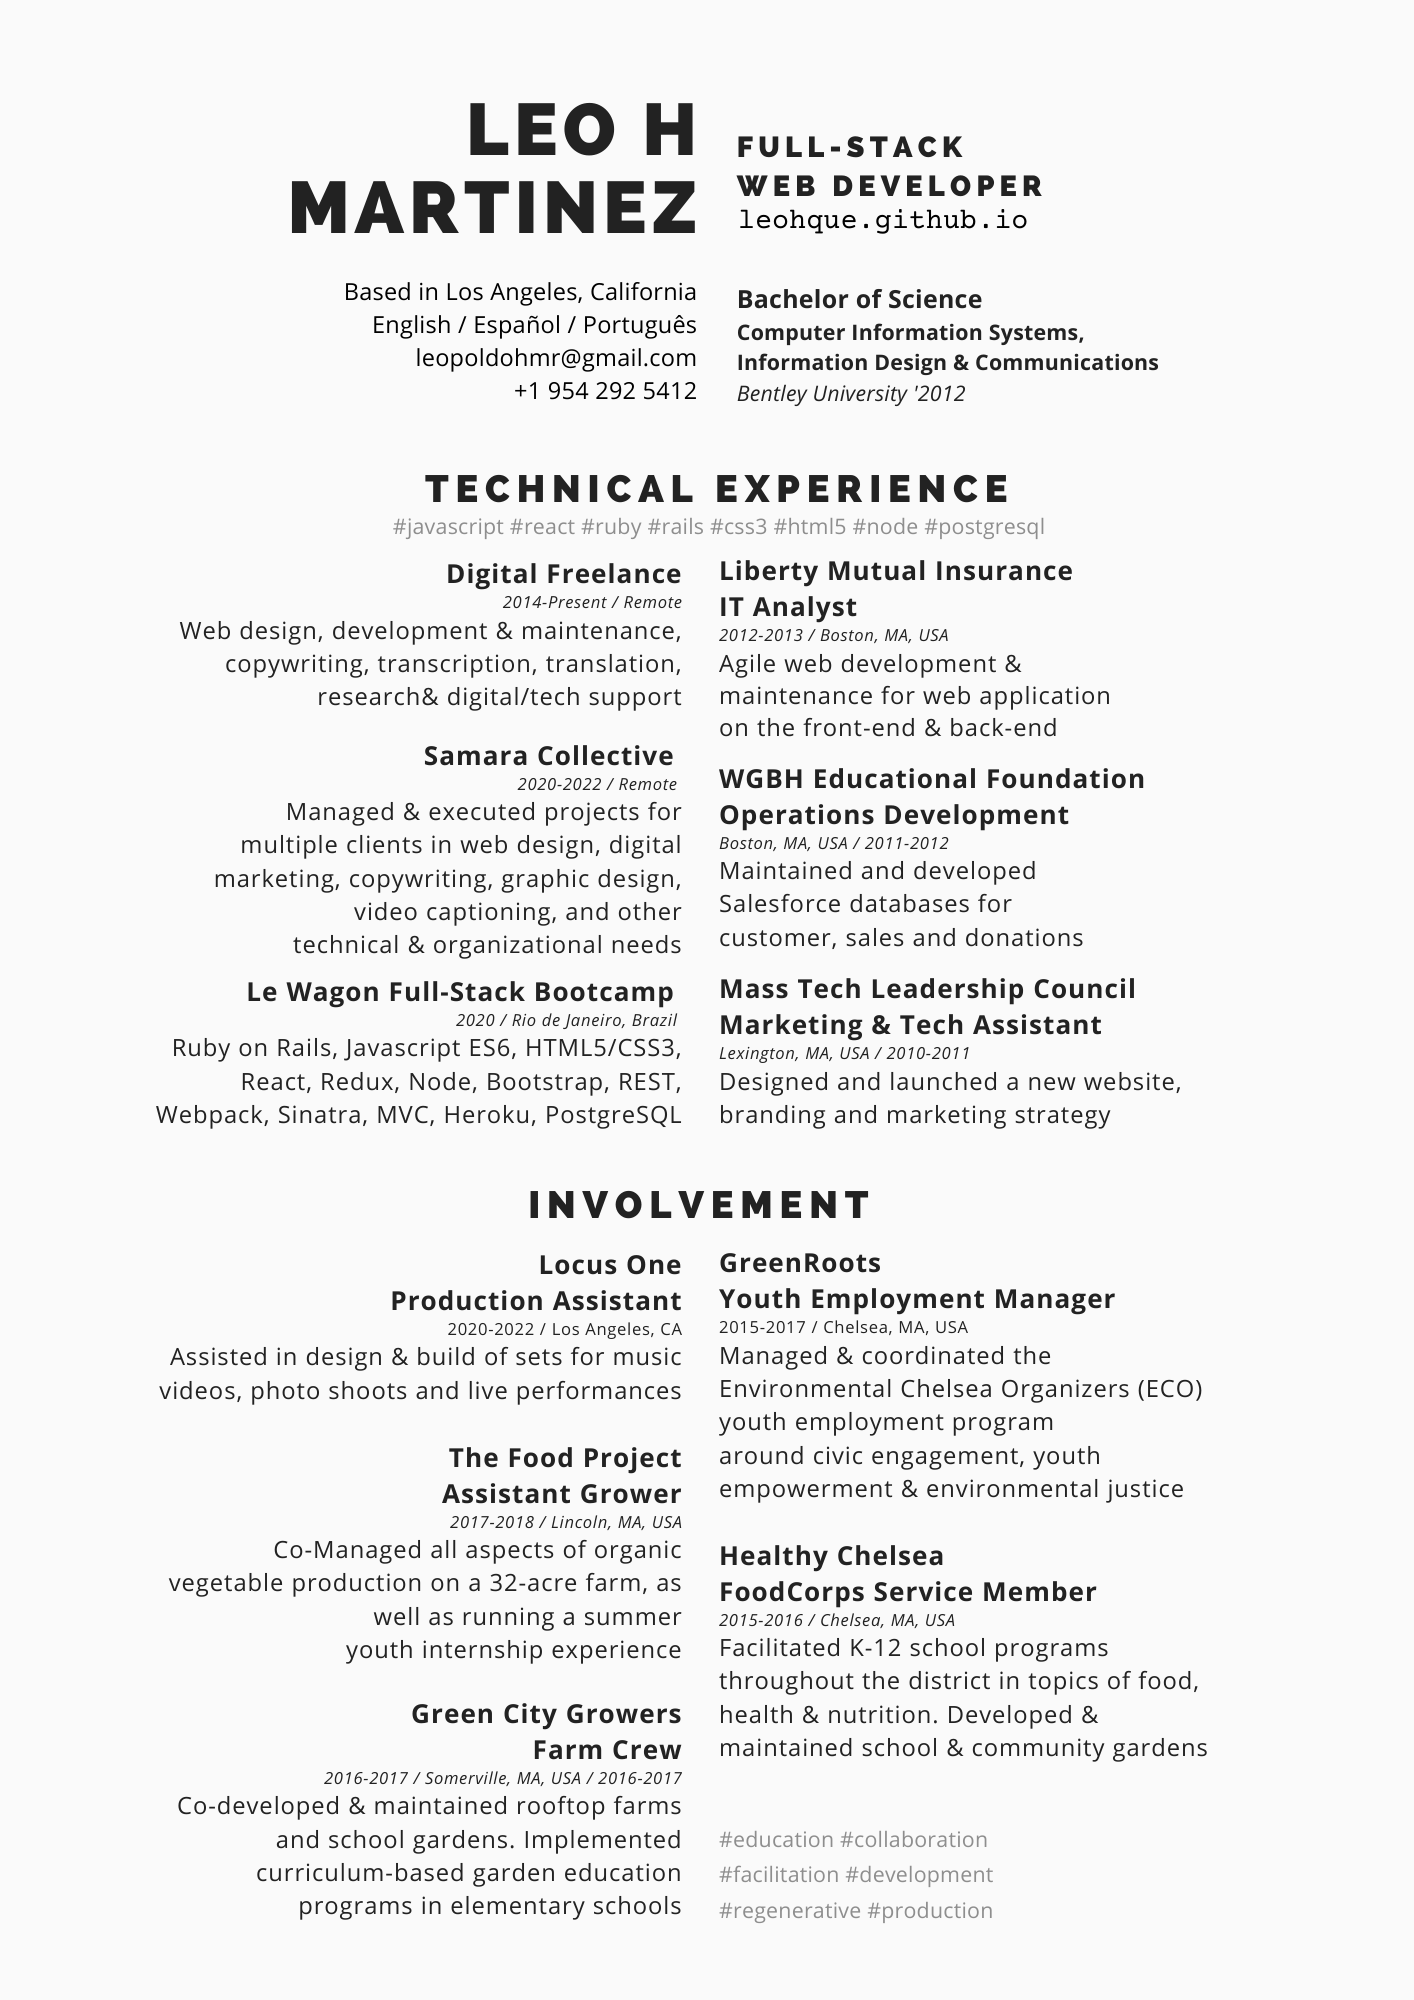 LEO H
MARTINEZ
FULL-STACK
WEB DEVELOPER
leohque.github.io
Based in Los Angeles, California
English / Español / Português
leopoldohmr@gmail.com
+1 954 292 5412
Bachelor of Science
Computer Information Systems,
Information Design & Communications
Bentley University '2012
TECHNICAL EXPERIENCE
#javascript #react #ruby #rails #css3 #html5 #node #postgresql
Digital Freelance
2014-Present / Remote
Web design, development & maintenance,
copywriting, transcription, translation,
research& digital/tech support
Samara Collective
2020-2022 / Remote
Managed & executed projects for
multiple clients in web design, digital
marketing, copywriting, graphic design,
video captioning, and other
technical & organizational needs
Le Wagon Full-Stack Bootcamp
2020 / Rio de Janeiro, Brazil
Ruby on Rails, Javascript ES6, HTML5/CSS3,
React, Redux, Node, Bootstrap, REST,
Webpack, Sinatra, MVC, Heroku, PostgreSQL
Liberty Mutual Insurance
IT Analyst
2012-2013 / Boston, MA, USA
Agile web development &
maintenance for web application
on the front-end & back-end
WGBH Educational Foundation
Operations Development
Boston, MA, USA / 2011-2012
Maintained and developed
Salesforce databases for
customer, sales and donations
Mass Tech Leadership Council
Marketing & Tech Assistant
Lexington, MA, USA / 2010-2011
Designed and launched a new website,
branding and marketing strategy
INVOLVEMENT
Locus One
Production Assistant
2020-2022 / Los Angeles, CA
Assisted in design & build of sets for music
videos, photo shoots and live performances
The Food Project
Assistant Grower
2017-2018 / Lincoln, MA, USA
Co-Managed all aspects of organic
vegetable production on a 32-acre farm, as
well as running a summer
youth internship experience
Green City Growers
Farm Crew
2016-2017 / Somerville, MA, USA / 2016-2017
Co-developed & maintained rooftop farms
and school gardens. Implemented
curriculum-based garden education
programs in elementary schools
GreenRoots
Youth Employment Manager
2015-2017 / Chelsea, MA, USA
Managed & coordinated the
Environmental Chelsea Organizers (ECO)
youth employment program
around civic engagement, youth
empowerment & environmental justice
Healthy Chelsea
FoodCorps Service Member
2015-2016 / Chelsea, MA, USA
Facilitated K-12 school programs
throughout the district in topics of food,
health & nutrition. Developed &
maintained school & community gardens
#education #collaboration
#facilitation #development
#regenerative #production